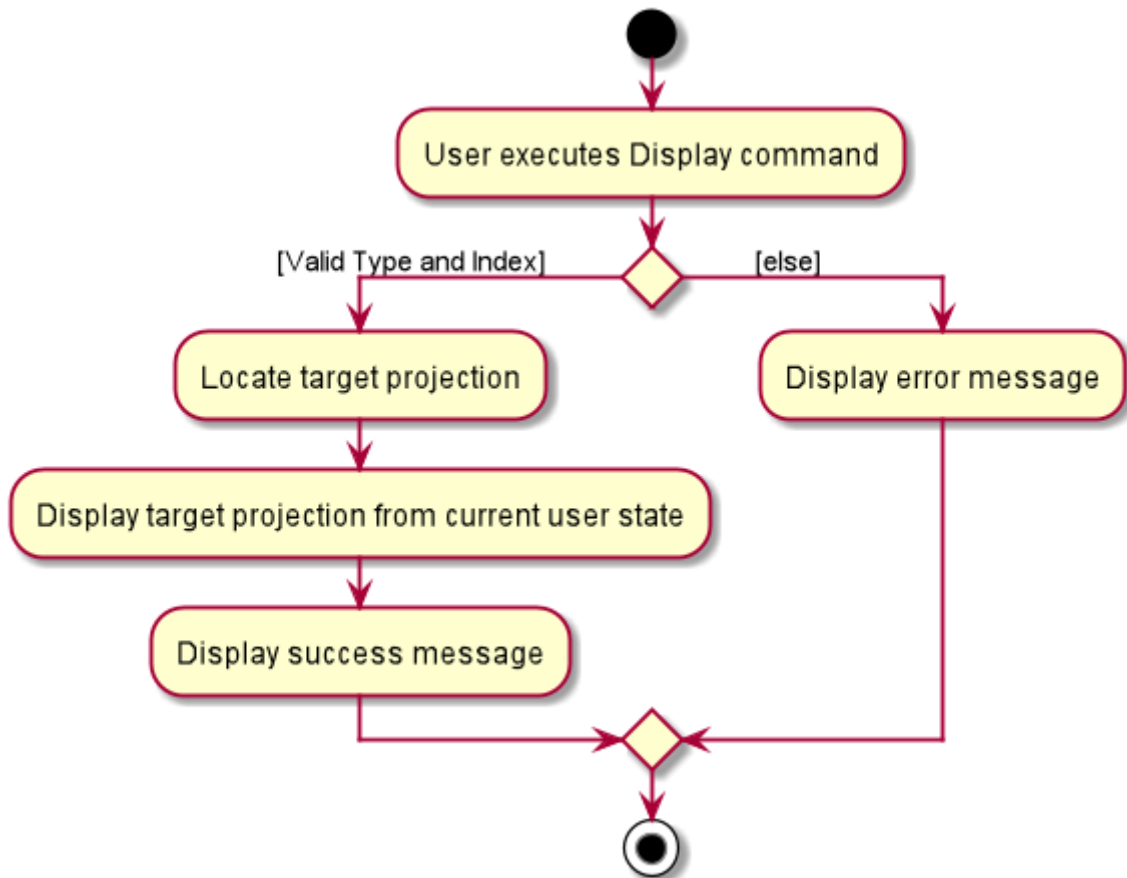 User executes Display command
[Valid Type and Index]
[else]
Locate target projection
Display error message
Display target projection from current user state
Display success message